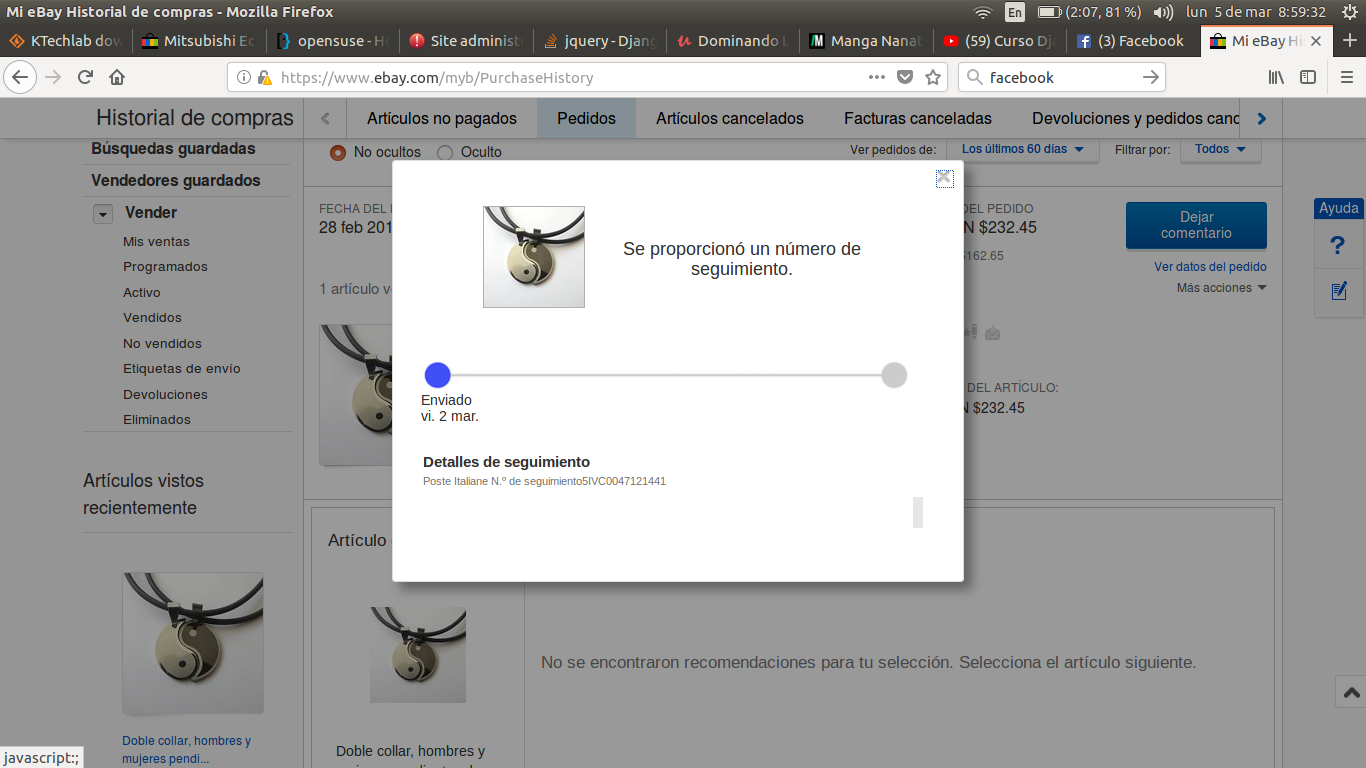 Mi eBay Historial de compras - Mozilla Firefox
En (2:07, 81 %) lun 5 de mar 8:59:32
KTechlab dow Mitsubishi Ec opensuse - H Site administ jquery - Djang Dominando L Manga Nanat (59) Curso Dj (3) Facebook Mi eBay Hi
https://www.ebay.com/myb/PurchaseHistory facebook
Historial de compras
Artículos no pagados Pedidos Artículos cancelados Facturas canceladas Devoluciones y pedidos canc
Búsquedas guardadas
Vendedores guardados
Vender
Mis ventas
Programados
Activo
Vendidos
No vendidos
Etiquetas de envío
Devoluciones
Eliminados
Artículos vistos
recientemente
Doble collar, hombres y
mujeres pendi...
No ocultos Oculto
Ver pedidos de: Los últimos 60 días Filtrar por: Todos
FECHA DEL
28 feb 201
1 artículo v
DEL PEDIDO
N $232.45
$162.65
Dejar
comentario
Ver datos del pedido
Más acciones
DEL ARTÍCULO:
N $232.45
Ayuda
?
Se proporcionó un número de
seguimiento.
Enviado
vi. 2 mar.
Detalles de seguimiento
Poste Italiane N.º de seguimiento5IVC0047121441
Artículo
Doble collar, hombres y
No se encontraron recomendaciones para tu selección. Selecciona el artículo siguiente.
javascript:;